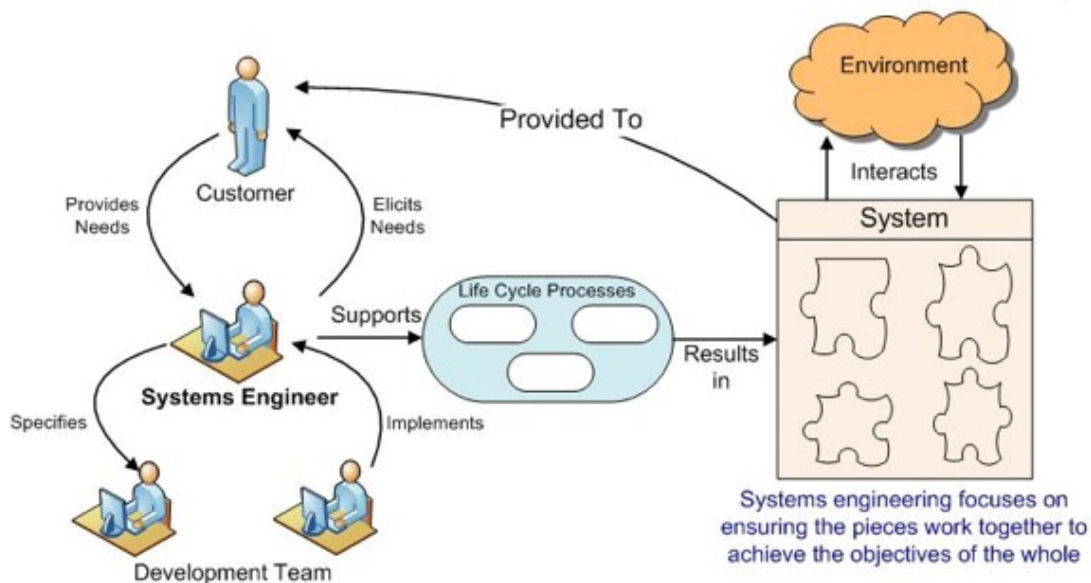 Environment
Provided To
Interacts
Customer
Provides
Needs
Elicits
Needs
System
Life Cycle Processes
Supports
Results
in
Systems Engineer
Specifies
Implements
Development Team
Systems engineering focuses on
ensuring the pieces work together to
achieve the objectives of the whole